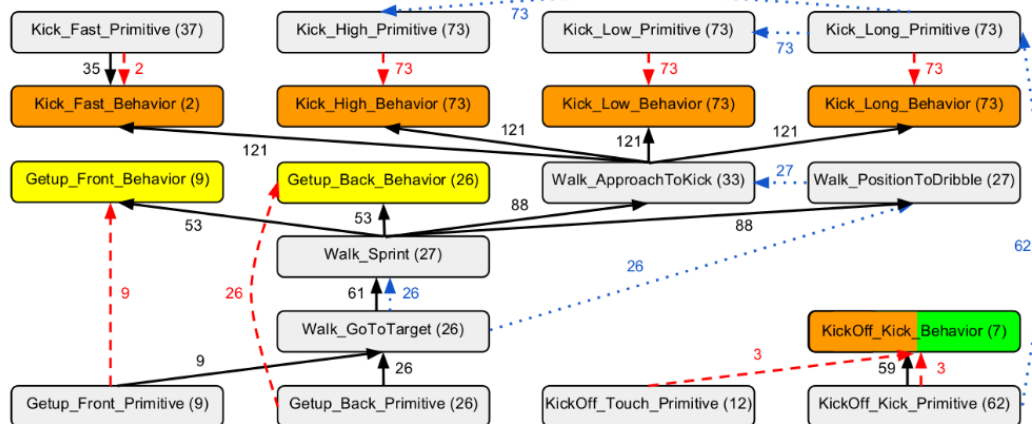 73
Kick_Fast_Primitive (37)
Kick_High_Primitive (73)
Kick_Low_Primitive (73)
Kick_Long_Primitive (73)
73
35
2
73
73
73
Kick_Fast_Behavior (2)
Kick_High_Behavior (73)
Kick_Low_Behavior (73)
Kick_Long_Behavior (73)
121
121
121
121
Getup_Front_Behavior (9)
Getup_Back_Behavior (26)
Walk_ApproachToKick (33)
27
Walk_PositionToDribble (27)
53
53
88
88
Walk_Sprint (27)
62
26
9
26
61
26
Walk_GoToTarget (26)
KickOff_Kick_Behavior (7)
9
26
3
59
3
Getup_Front_Primitive (9)
Getup_Back_Primitive (26)
KickOff_Touch_Primitive (12)
KickOff_Kick_Primitive (62)